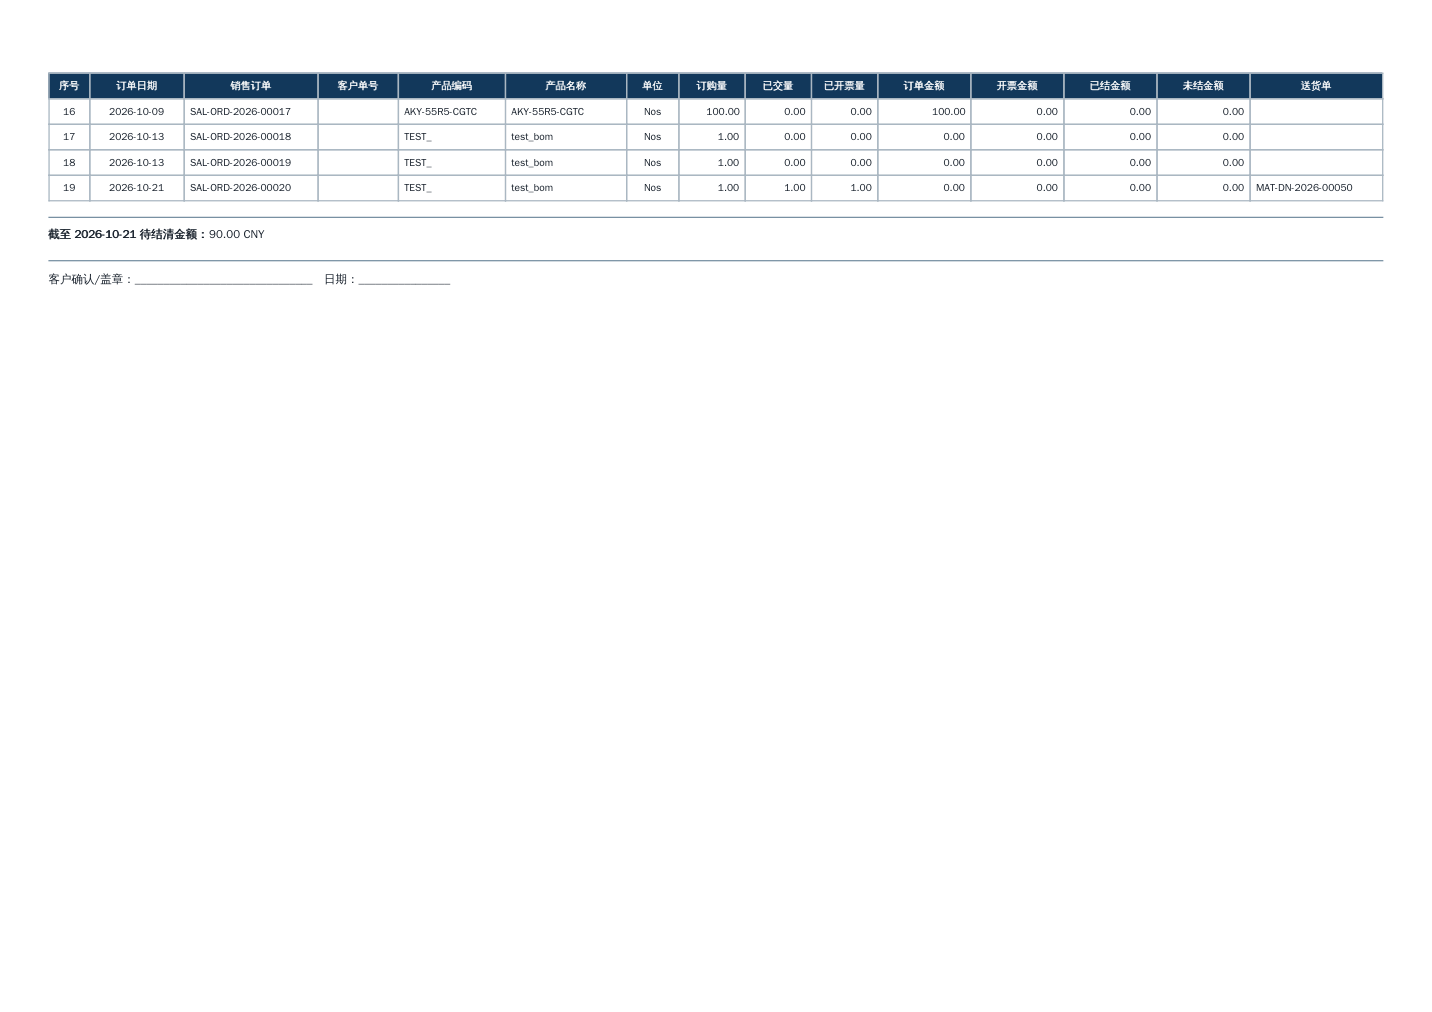 序号 订单日期 销售订单 客户单号 产品编码 产品名称 单位 订购量 已交量 已开票量 订单金额 开票金额 已结金额 未结金额 送货单
16 2026-10-09 SAL-ORD-2026-00017 AKY-55R5-CGTC AKY-55R5-CGTC Nos 100.00 0.00 0.00 100.00 0.00 0.00 0.00
17 2026-10-13 SAL-ORD-2026-00018 TEST_ test_bom Nos 1.00 0.00 0.00 0.00 0.00 0.00 0.00
18 2026-10-13 SAL-ORD-2026-00019 TEST_ test_bom Nos 1.00 0.00 0.00 0.00 0.00 0.00 0.00
19 2026-10-21 SAL-ORD-2026-00020 TEST_ test_bom Nos 1.00 1.00 1.00 0.00 0.00 0.00 0.00 MAT-DN-2026-00050
截至 2026-10-21 待结清金额：90.00 CNY
客户确认/盖章：____________________________ 日期：______________